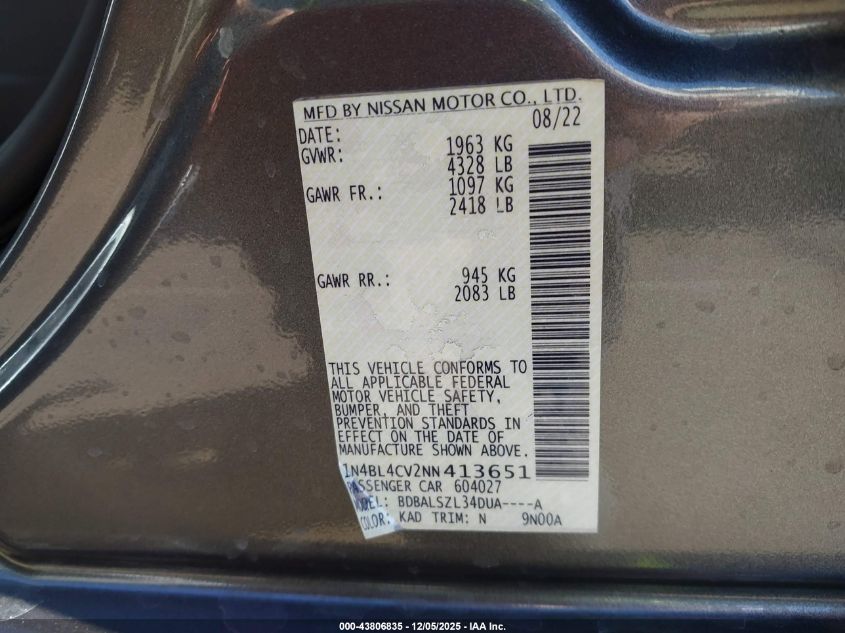 MFD BY NISSAN MOTOR CO., LTD.
DATE: 08/22
GVWR: 1963 KG
4328 LB
GAWR FR.: 1097 KG
2418 LB
GAWR RR.: 945 KG
2083 LB
THIS VEHICLE CONFORMS TO
ALL APPLICABLE FEDERAL
MOTOR VEHICLE SAFETY,
BUMPER, AND THEFT
PREVENTION STANDARDS IN
EFFECT ON THE DATE OF
MANUFACTURE SHOWN ABOVE.
1N4BL4CV2NN413651
PASSENGER CAR 604027
MODEL: BDBALSZL34DUA----A
COLOR: KAD TRIM: N 9N00A
000-43806835 - 12/05/2025 - IAA Inc.